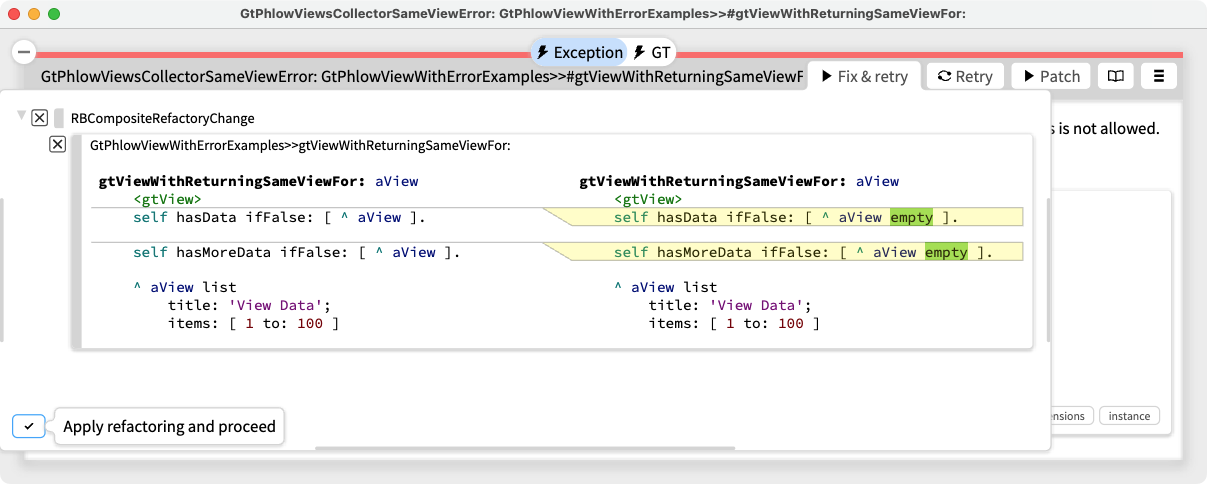 GtPhlowViewsCollectorSameViewError: GtPhlowViewWithErrorExamples>>#gtViewWithReturningSameViewFor:
Exception GT
GtPhlowViewsCollectorSameViewError: GtPhlowViewWithErrorExamples>>#gtViewWithReturningSameViewF
Fix & retry Retry Patch
RBCompositeRefactoryChange
s is not allowed.
GtPhlowViewWithErrorExamples>>gtViewWithReturningSameViewFor:
gtViewWithReturningSameViewFor: aView
<gtView>
self hasData ifFalse: [ ^ aView ].
self hasMoreData ifFalse: [ ^ aView ].
^ aView list
title: 'View Data';
items: [ 1 to: 100 ]
gtViewWithReturningSameViewFor: aView
<gtView>
self hasData ifFalse: [ ^ aView empty ].
self hasMoreData ifFalse: [ ^ aView empty ].
^ aView list
title: 'View Data';
items: [ 1 to: 100 ]
ensions instance
Apply refactoring and proceed